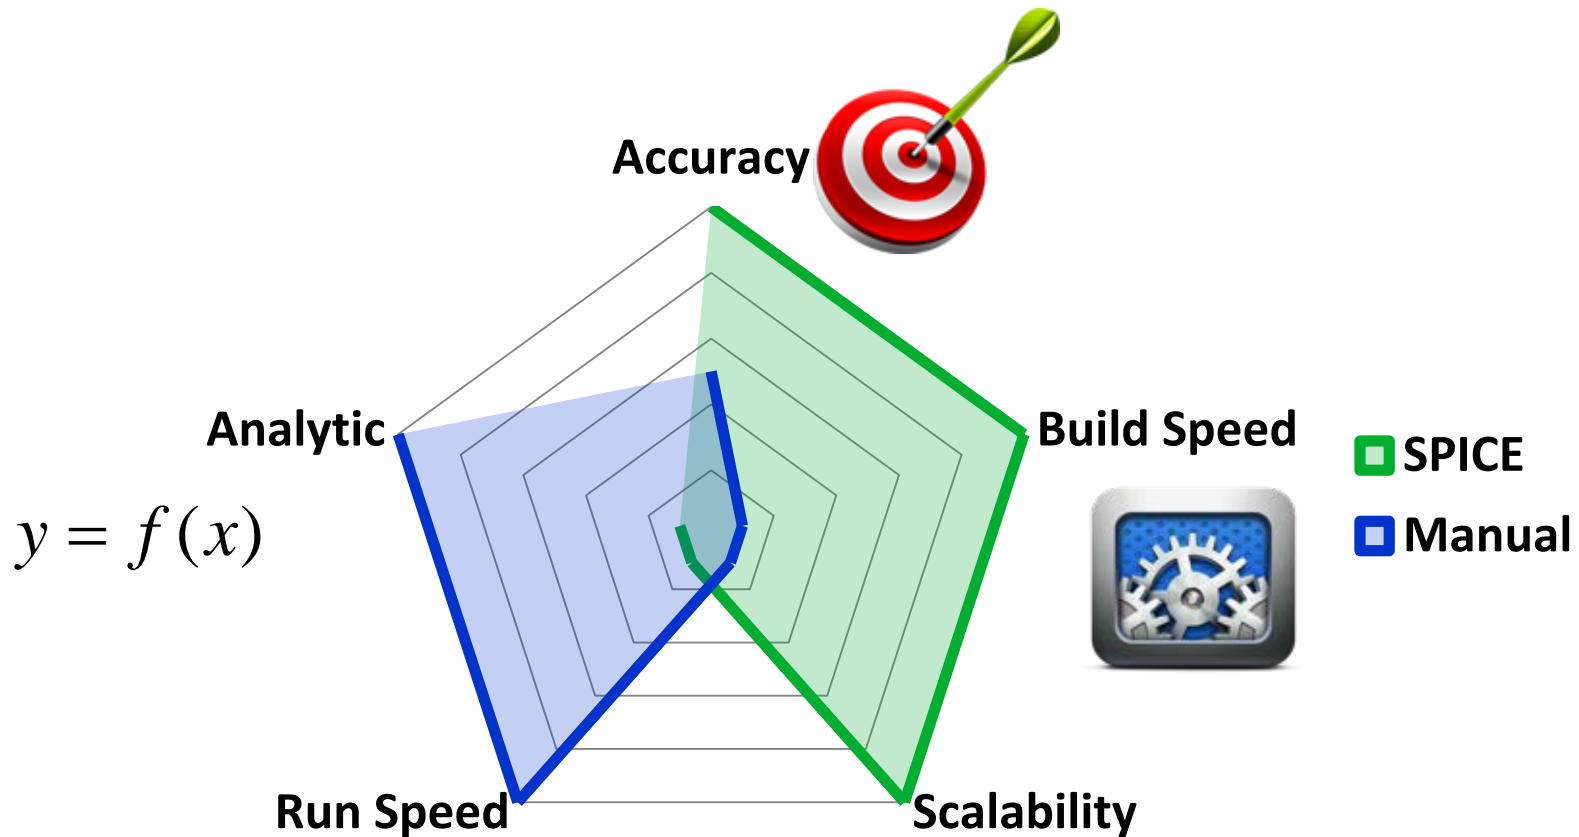 Accuracy
Analytic
Build Speed
SPICE
y = f(x)
Manual
Run Speed
Scalability